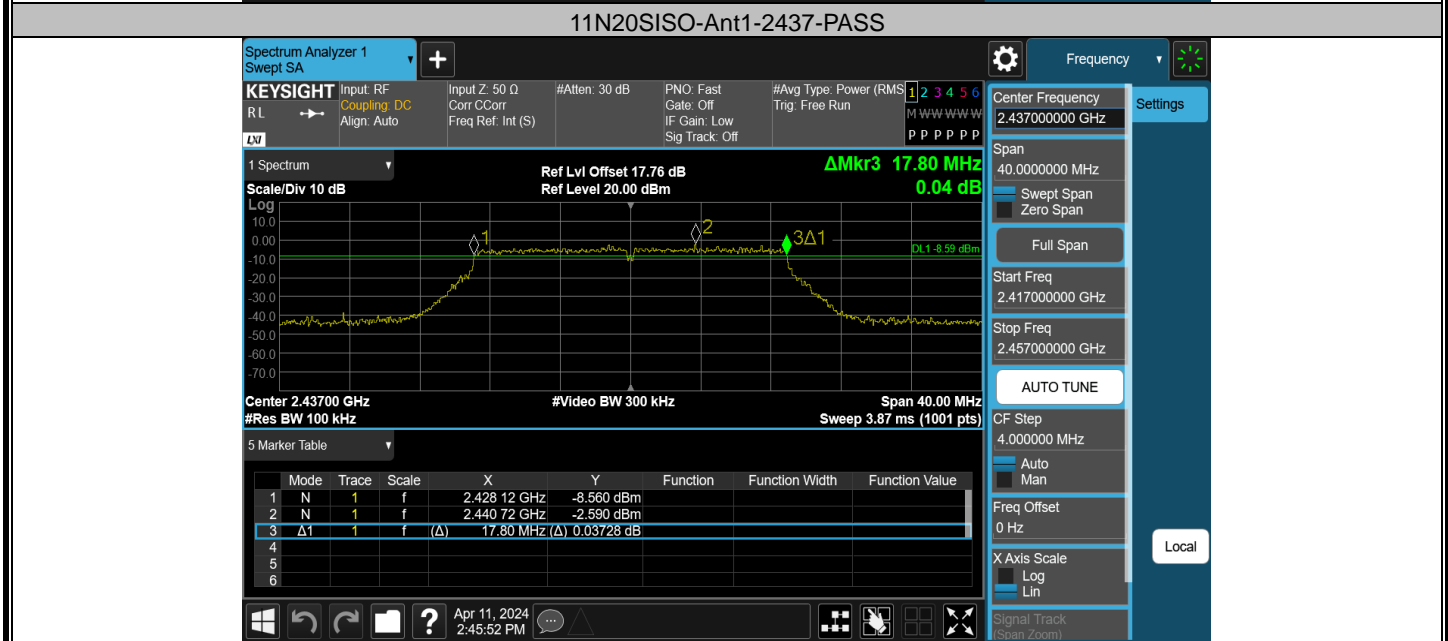 11N20SISO-Ant1-2437-PASS
Spectrum Analyzer 1
Swept SA
+
Frequency
KEYSIGHT
RL
LXI
Input: RF
Coupling: DC
Align: Auto
Input Z: 50 Ω
Corr CCorr
Freq Ref: Int (S)
#Atten: 30 dB
PNO: Fast
Gate: Off
IF Gain: Low
Sig Track: Off
#Avg Type: Power (RMS
Trig: Free Run
1 2 3 4 5 6
M W W W W W
P P P P P P
1 Spectrum
Scale/Div 10 dB
Ref Lvl Offset 17.76 dB
Ref Level 20.00 dBm
ΔMkr3 17.80 MHz
0.04 dB
Log
10.0
0.00
-10.0
-20.0
-30.0
-40.0
-50.0
-60.0
-70.0
1
2
3Δ1
DL1 -8.59 dBm
Center 2.43700 GHz
#Video BW 300 kHz
Span 40.00 MHz
#Res BW 100 kHz
Sweep 3.87 ms (1001 pts)
5 Marker Table
Mode Trace Scale X Y Function Function Width Function Value
1 N 1 f 2.428 12 GHz -8.560 dBm
2 N 1 f 2.440 72 GHz -2.590 dBm
3 Δ1 1 f (Δ) 17.80 MHz (Δ) 0.03728 dB
4
5
6
?
Apr 11, 2024
2:45:52 PM
Center Frequency
2.437000000 GHz
Settings
Span
40.0000000 MHz
Swept Span
Zero Span
Full Span
Start Freq
2.417000000 GHz
Stop Freq
2.457000000 GHz
AUTO TUNE
CF Step
4.000000 MHz
Auto
Man
Freq Offset
0 Hz
Local
X Axis Scale
Log
Lin
Signal Track
(Span Zoom)